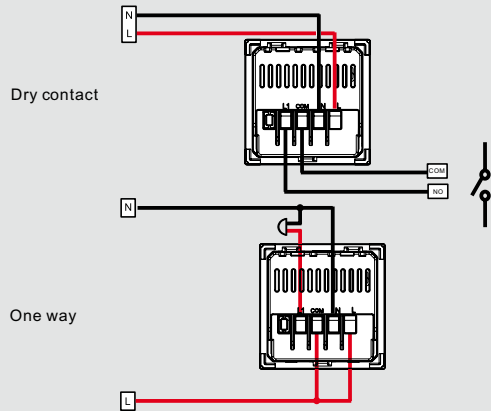 N
L
Dry contact
L1 COM N L
COM
NO
N
L1 COM N L
One way
L